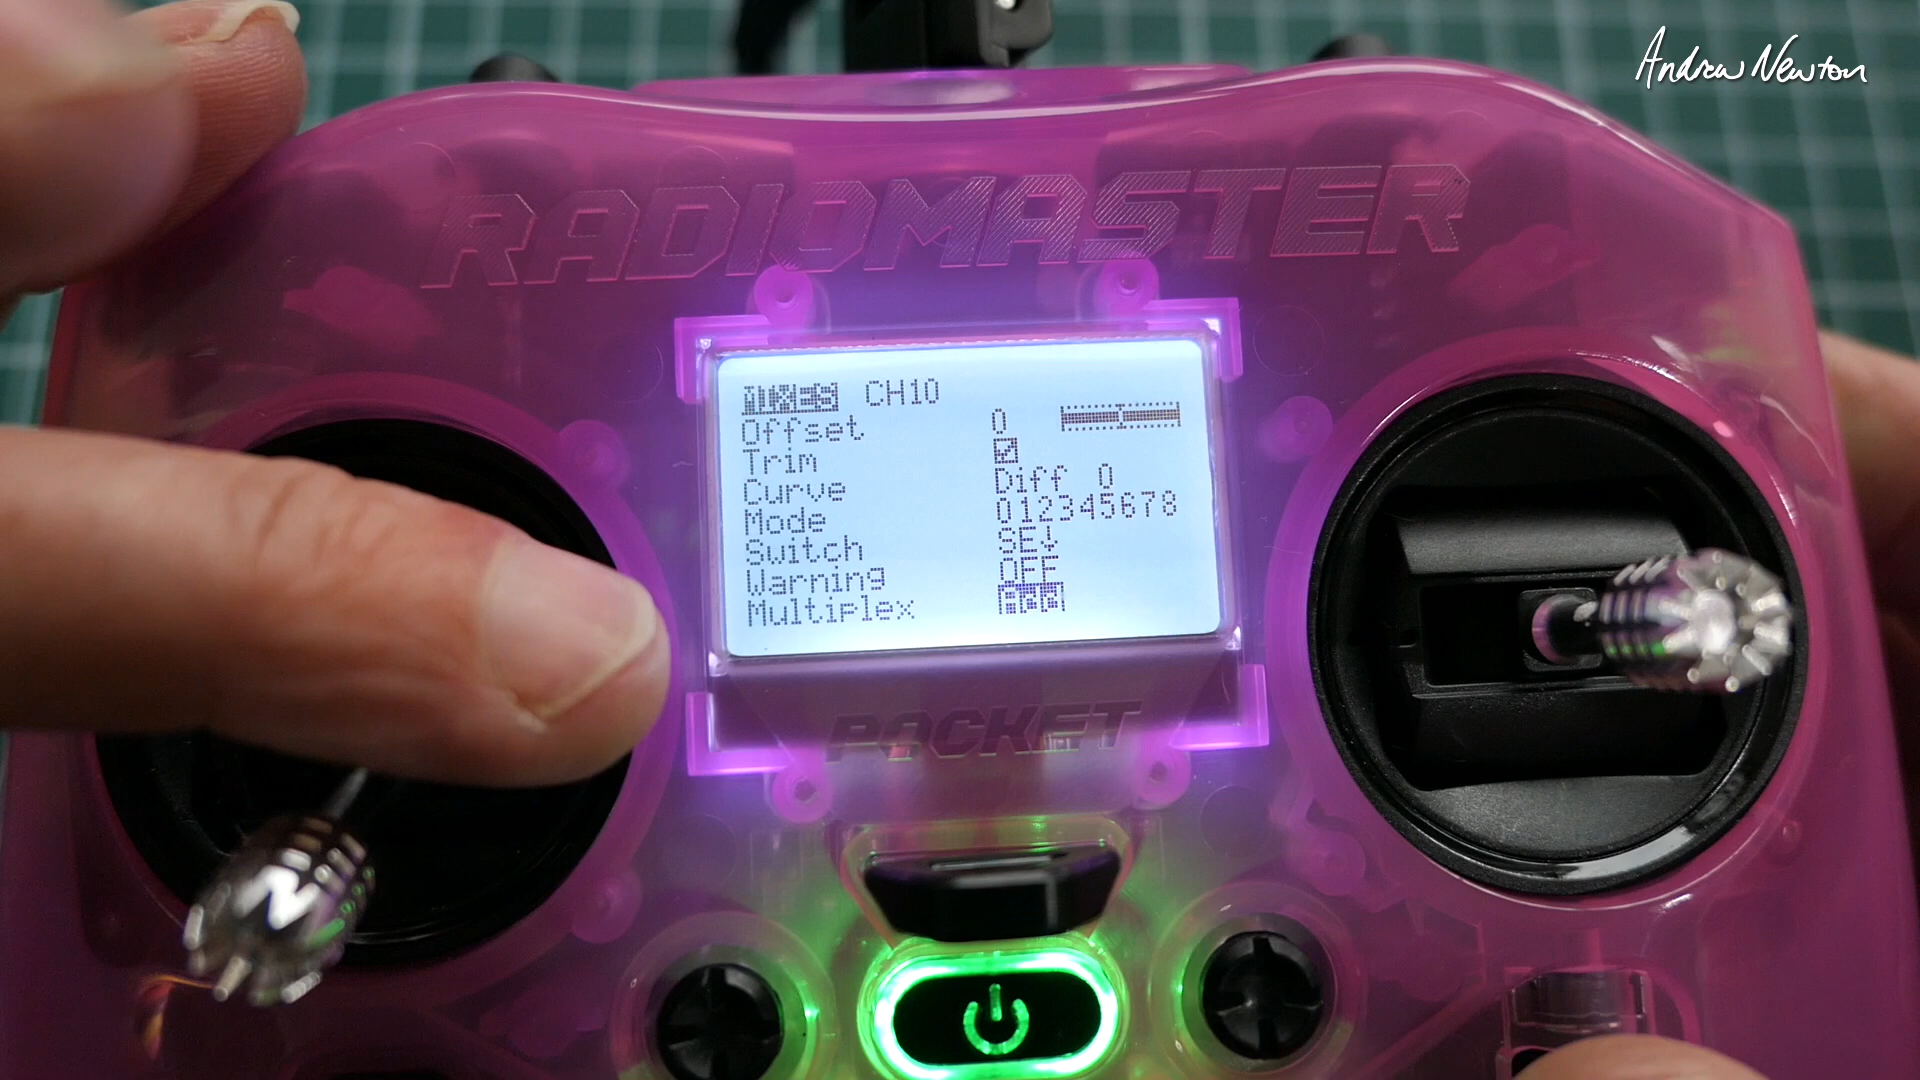 Andrew Newton
RADIOMASTER
MIXES CH10
Offset 0
Trim
Curve Diff 0
Mode 012345678
Switch SE↓
Warning OFF
Multiplex Add
POCKET